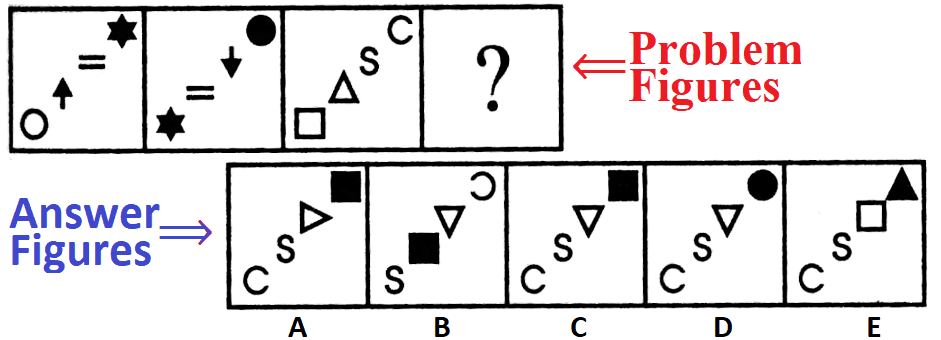 = = S C ? Problem
Figures
Answer
Figures
S C S S C S C S C
A B C D E